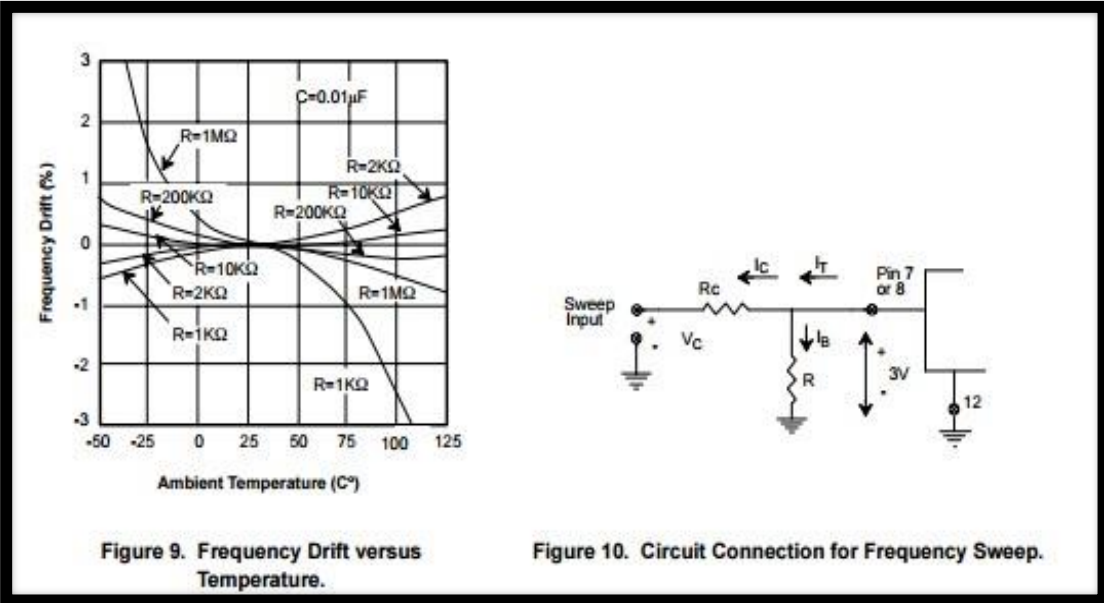 3
2
1
0
-1
-2
-3
-50 -25 0 25 50 75 100 125
Frequency Drift (%)
Ambient Temperature (C°)
C=0.01µF
R=1MΩ
R=2KΩ
R=200KΩ
R=10KΩ
R=200KΩ
R=10KΩ
R=2KΩ
R=1MΩ
R=1KΩ
R=1KΩ
Figure 9. Frequency Drift versus
Temperature.
Sweep
Input
+
-
VC
Rc
IC
IT
IB
R
Pin 7
or 8
+
3V
-
12
Figure 10. Circuit Connection for Frequency Sweep.